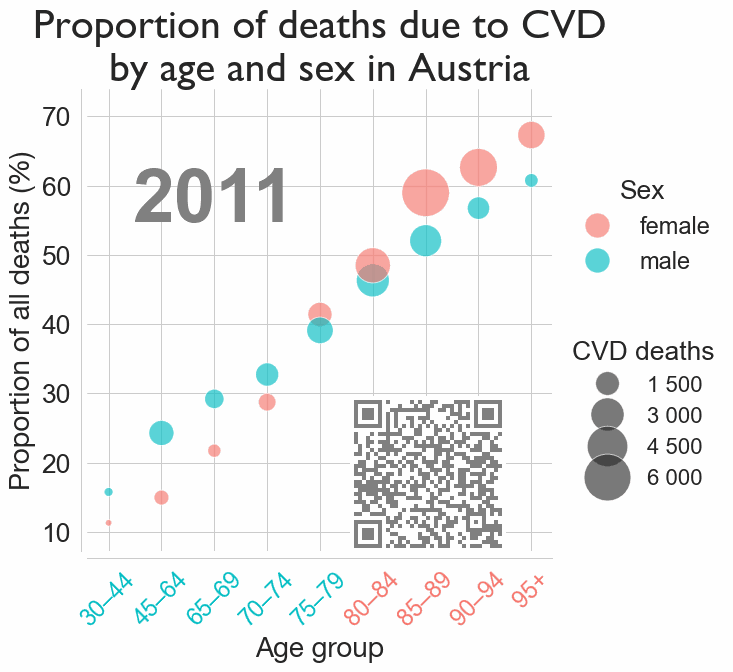 Proportion of deaths due to CVD
by age and sex in Austria
Proportion of all deaths (%)
70
60
50
40
30
20
10
2011
30–44
45–64
65–69
70–74
75–79
80–84
85–89
90–94
95+
Age group
Sex
female
male
CVD deaths
1 500
3 000
4 500
6 000